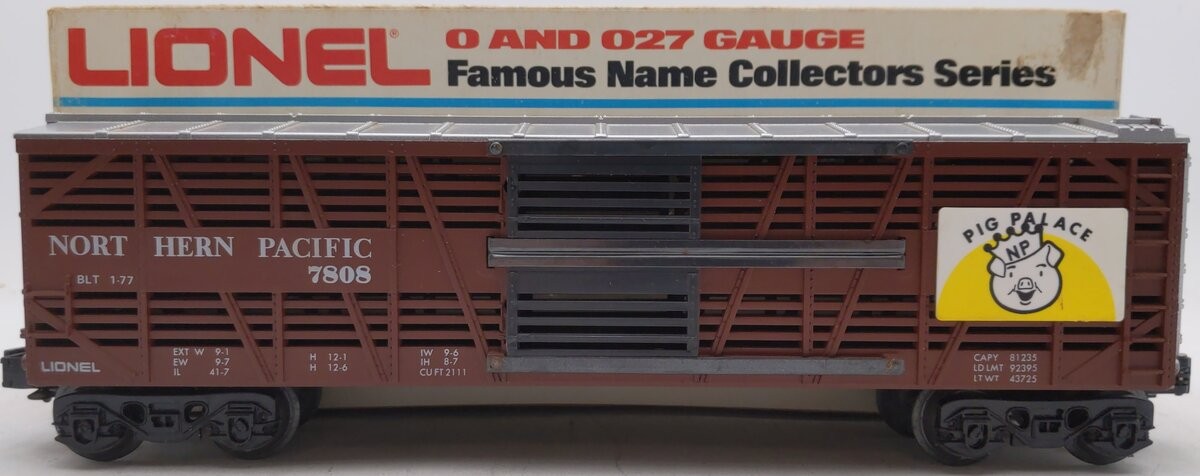 LIONEL®
O AND O27 GAUGE
Famous Name Collectors Series
NORT HERN PACIFIC
7808
BLT 1-77
LIONEL
EXT W 9-1
EW 9-7
IL 41-7
H 12-1
H 12-6
IW 9-6
IH 8-7
CU FT 2111
PIG PALACE
NP
CAPY 81235
LD LMT 92395
LT WT 43725